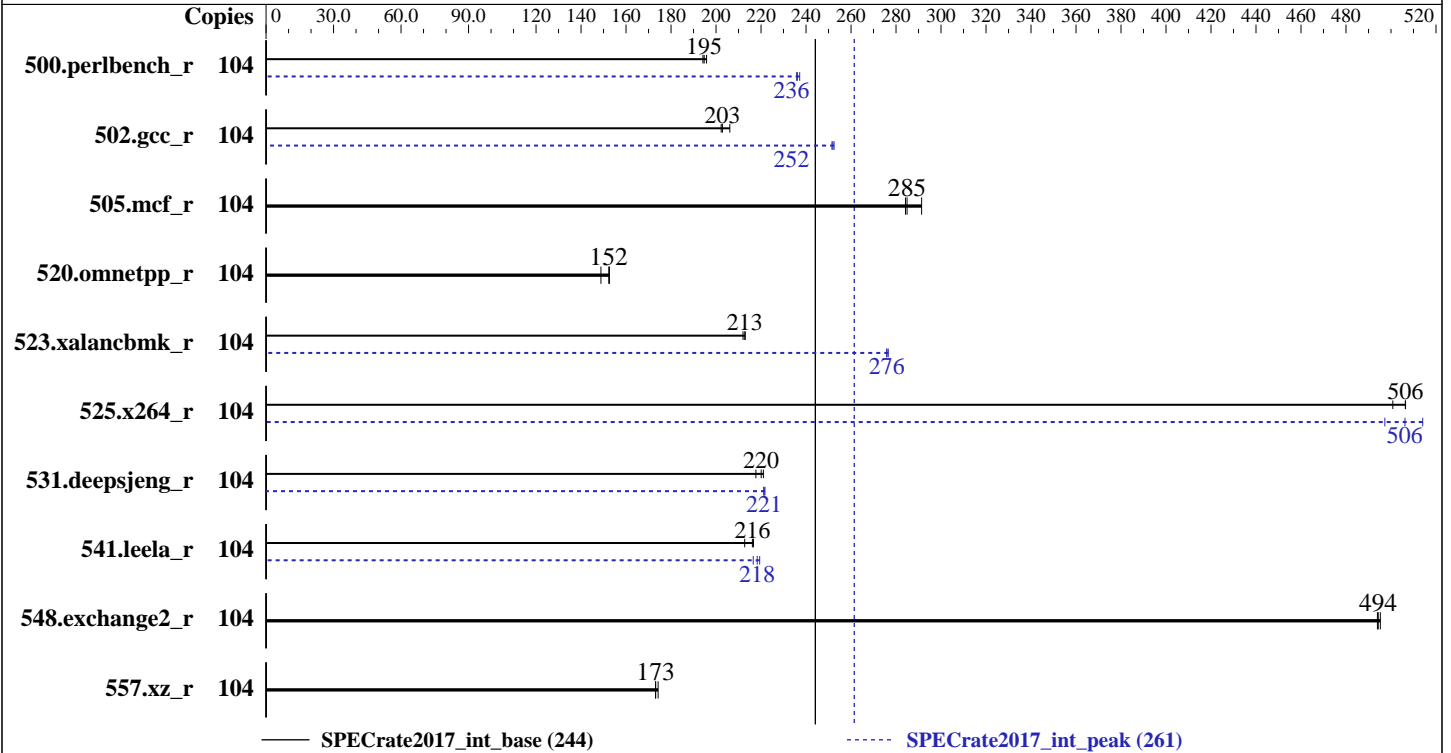 Copies 0 30.0 60.0 90.0 120 140 160 180 200 220 240 260 280 300 320 340 360 380 400 420 440 460 480 520
195
500.perlbench_r 104
236
203
502.gcc_r 104
252
285
505.mcf_r 104
152
520.omnetpp_r 104
213
523.xalancbmk_r 104
276
506
525.x264_r 104
506
220
531.deepsjeng_r 104
221
216
541.leela_r 104
218
494
548.exchange2_r 104
173
557.xz_r 104
SPECrate2017_int_base (244) SPECrate2017_int_peak (261)